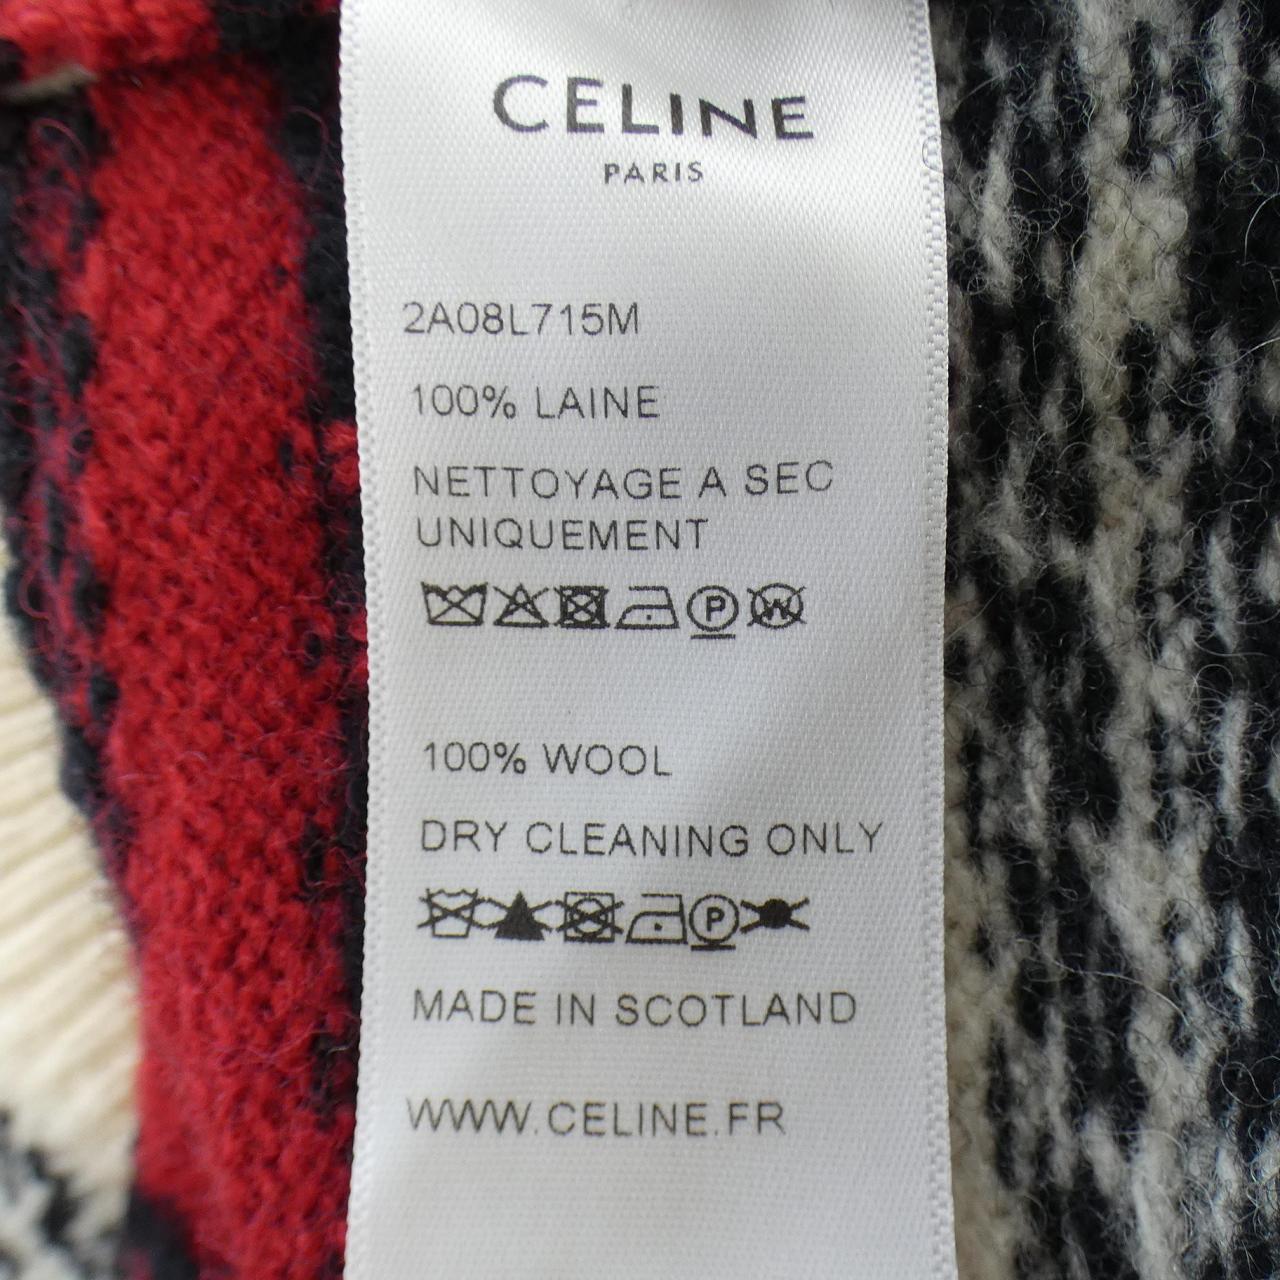 CELINE
PARIS
2A08L715M
100% LAINE
NETTOYAGE A SEC
UNIQUEMENT
P W
100% WOOL
DRY CLEANING ONLY
P
MADE IN SCOTLAND
WWW.CELINE.FR